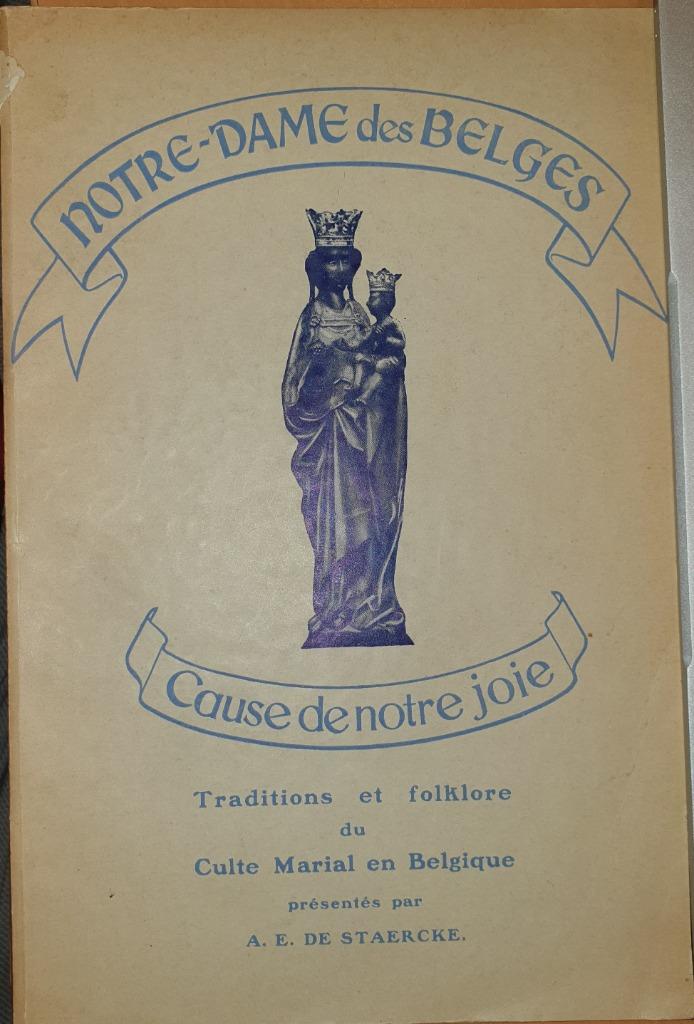 NOTRE-DAME des BELGES
Cause de notre joie
Traditions et folklore
du
Culte Marial en Belgique
présentés par
A. E. DE STAERCKE.